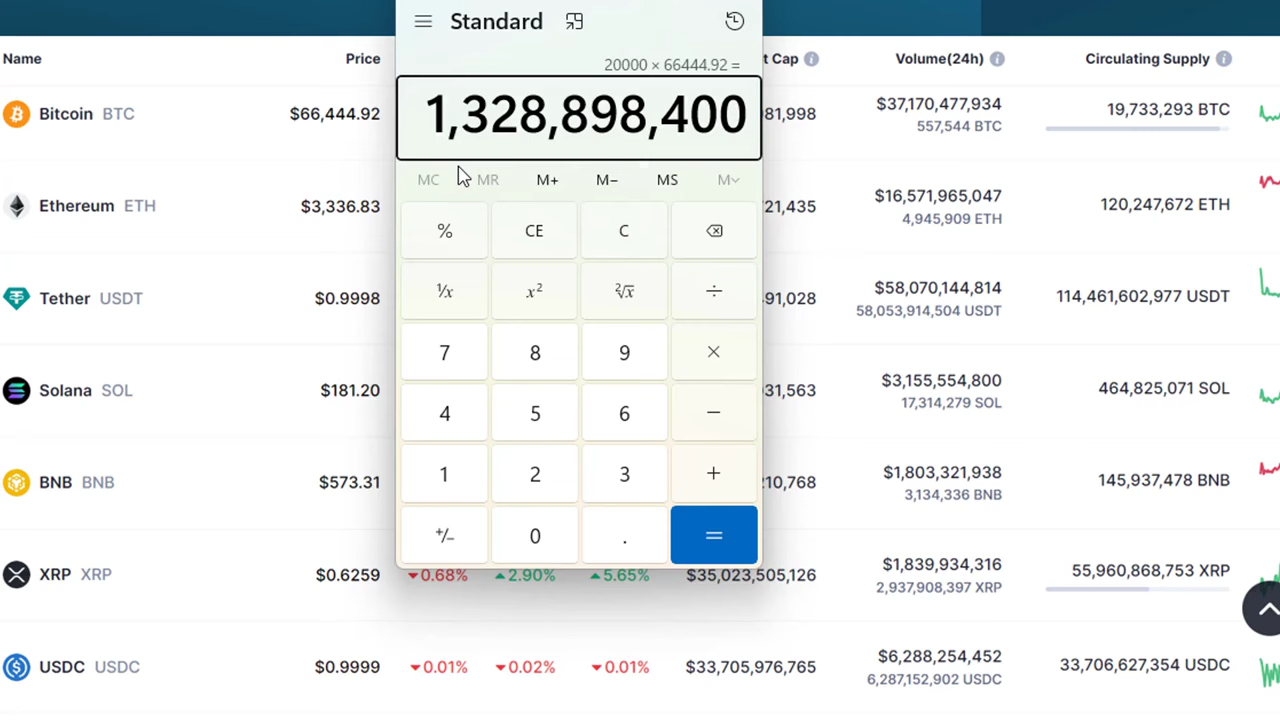 Standard
20000 × 66444.92 =
1,328,898,400
MC MR M+ M− MS M
% CE C
¹/x x² ²√x ÷
7 8 9 ×
4 5 6 −
1 2 3 +
+/− 0 . =
Name Price Cap Volume(24h) Circulating Supply
Bitcoin BTC $66,444.92 81,998 $37,170,477,934 19,733,293 BTC
557,544 BTC
Ethereum ETH $3,336.83 21,435 $16,571,965,047 120,247,672 ETH
4,945,909 ETH
Tether USDT $0.9998 91,028 $58,070,144,814 114,461,602,977 USDT
58,053,914,504 USDT
Solana SOL $181.20 31,563 $3,155,554,800 464,825,071 SOL
17,314,279 SOL
BNB BNB $573.31 210,768 $1,803,321,938 145,937,478 BNB
3,134,336 BNB
XRP XRP $0.6259 0.68% 2.90% 5.65% $35,023,505,126 $1,839,934,316 55,960,868,753 XRP
2,937,908,397 XRP
USDC USDC $0.9999 0.01% 0.02% 0.01% $33,705,976,765 $6,288,254,452 33,706,627,354 USDC
6,287,152,902 USDC